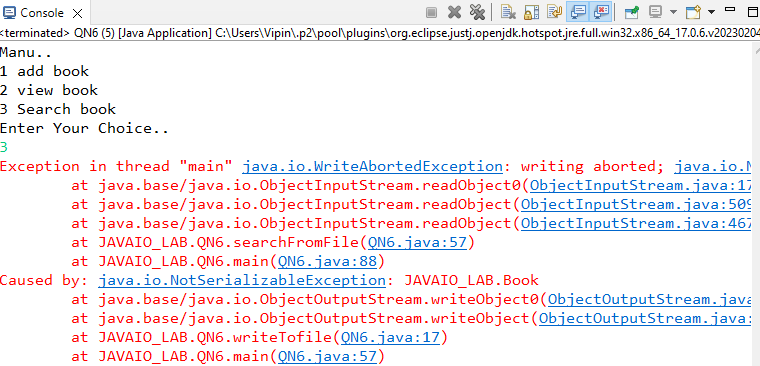 Console ×
<terminated> QN6 (5) [Java Application] C:\Users\Vipin\.p2\pool\plugins\org.eclipse.justj.openjdk.hotspot.jre.full.win32.x86_64_17.0.6.v20230204
Manu..
1 add book
2 view book
3 Search book
Enter Your Choice..
3
Exception in thread "main" java.io.WriteAbortedException: writing aborted; java.io.N
at java.base/java.io.ObjectInputStream.readObject0(ObjectInputStream.java:17
at java.base/java.io.ObjectInputStream.readObject(ObjectInputStream.java:509
at java.base/java.io.ObjectInputStream.readObject(ObjectInputStream.java:467
at JAVAIO_LAB.QN6.searchFromFile(QN6.java:57)
at JAVAIO_LAB.QN6.main(QN6.java:88)
Caused by: java.io.NotSerializableException: JAVAIO_LAB.Book
at java.base/java.io.ObjectOutputStream.writeObject0(ObjectOutputStream.java
at java.base/java.io.ObjectOutputStream.writeObject(ObjectOutputStream.java:
at JAVAIO_LAB.QN6.writeTofile(QN6.java:17)
at JAVAIO_LAB.QN6.main(QN6.java:57)